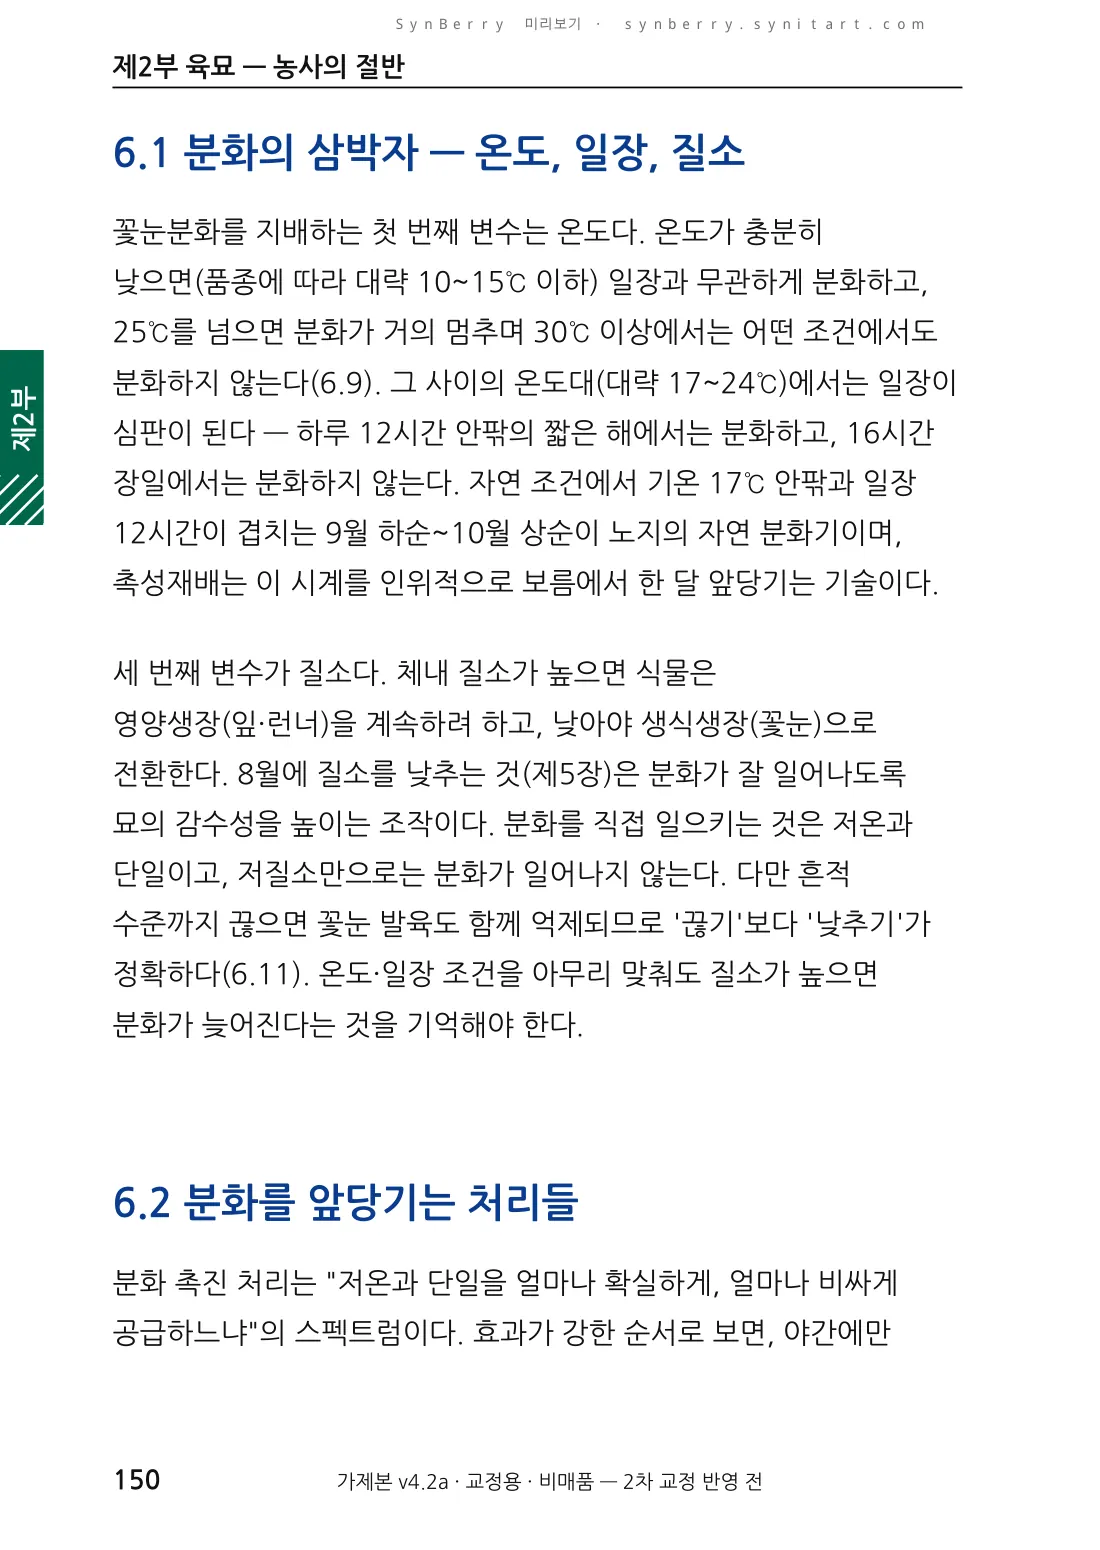 SynBerry 미리보기 · synberry.synitart.com
제2부 육묘 — 농사의 절반
6.1 분화의 삼박자 — 온도, 일장, 질소
꽃눈분화를 지배하는 첫 번째 변수는 온도다. 온도가 충분히
낮으면(품종에 따라 대략 10~15℃ 이하) 일장과 무관하게 분화하고,
25℃를 넘으면 분화가 거의 멈추며 30℃ 이상에서는 어떤 조건에서도
분화하지 않는다(6.9). 그 사이의 온도대(대략 17~24℃)에서는 일장이
심판이 된다 — 하루 12시간 안팎의 짧은 해에서는 분화하고, 16시간
장일에서는 분화하지 않는다. 자연 조건에서 기온 17℃ 안팎과 일장
12시간이 겹치는 9월 하순~10월 상순이 노지의 자연 분화기이며,
촉성재배는 이 시계를 인위적으로 보름에서 한 달 앞당기는 기술이다.
제2부
세 번째 변수가 질소다. 체내 질소가 높으면 식물은
영양생장(잎·런너)을 계속하려 하고, 낮아야 생식생장(꽃눈)으로
전환한다. 8월에 질소를 낮추는 것(제5장)은 분화가 잘 일어나도록
묘의 감수성을 높이는 조작이다. 분화를 직접 일으키는 것은 저온과
단일이고, 저질소만으로는 분화가 일어나지 않는다. 다만 흔적
수준까지 끊으면 꽃눈 발육도 함께 억제되므로 '끊기'보다 '낮추기'가
정확하다(6.11). 온도·일장 조건을 아무리 맞춰도 질소가 높으면
분화가 늦어진다는 것을 기억해야 한다.
6.2 분화를 앞당기는 처리들
분화 촉진 처리는 "저온과 단일을 얼마나 확실하게, 얼마나 비싸게
공급하느냐"의 스펙트럼이다. 효과가 강한 순서로 보면, 야간에만
150
가제본 v4.2a · 교정용 · 비매품 — 2차 교정 반영 전